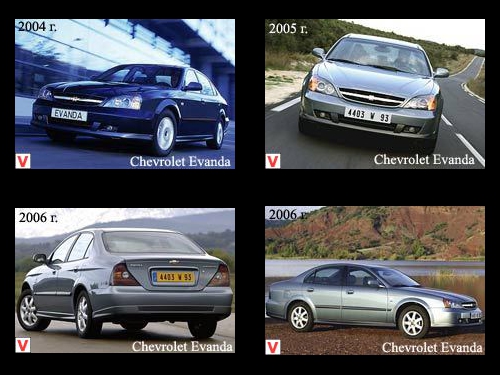 2004 г.
EVANDA
V
Chevrolet Evanda
2005 г.
4403 W 93
V
Chevrolet Evanda
2006 г.
4403 W 93
V
Chevrolet Evanda
2006 г.
V
Chevrolet Evanda